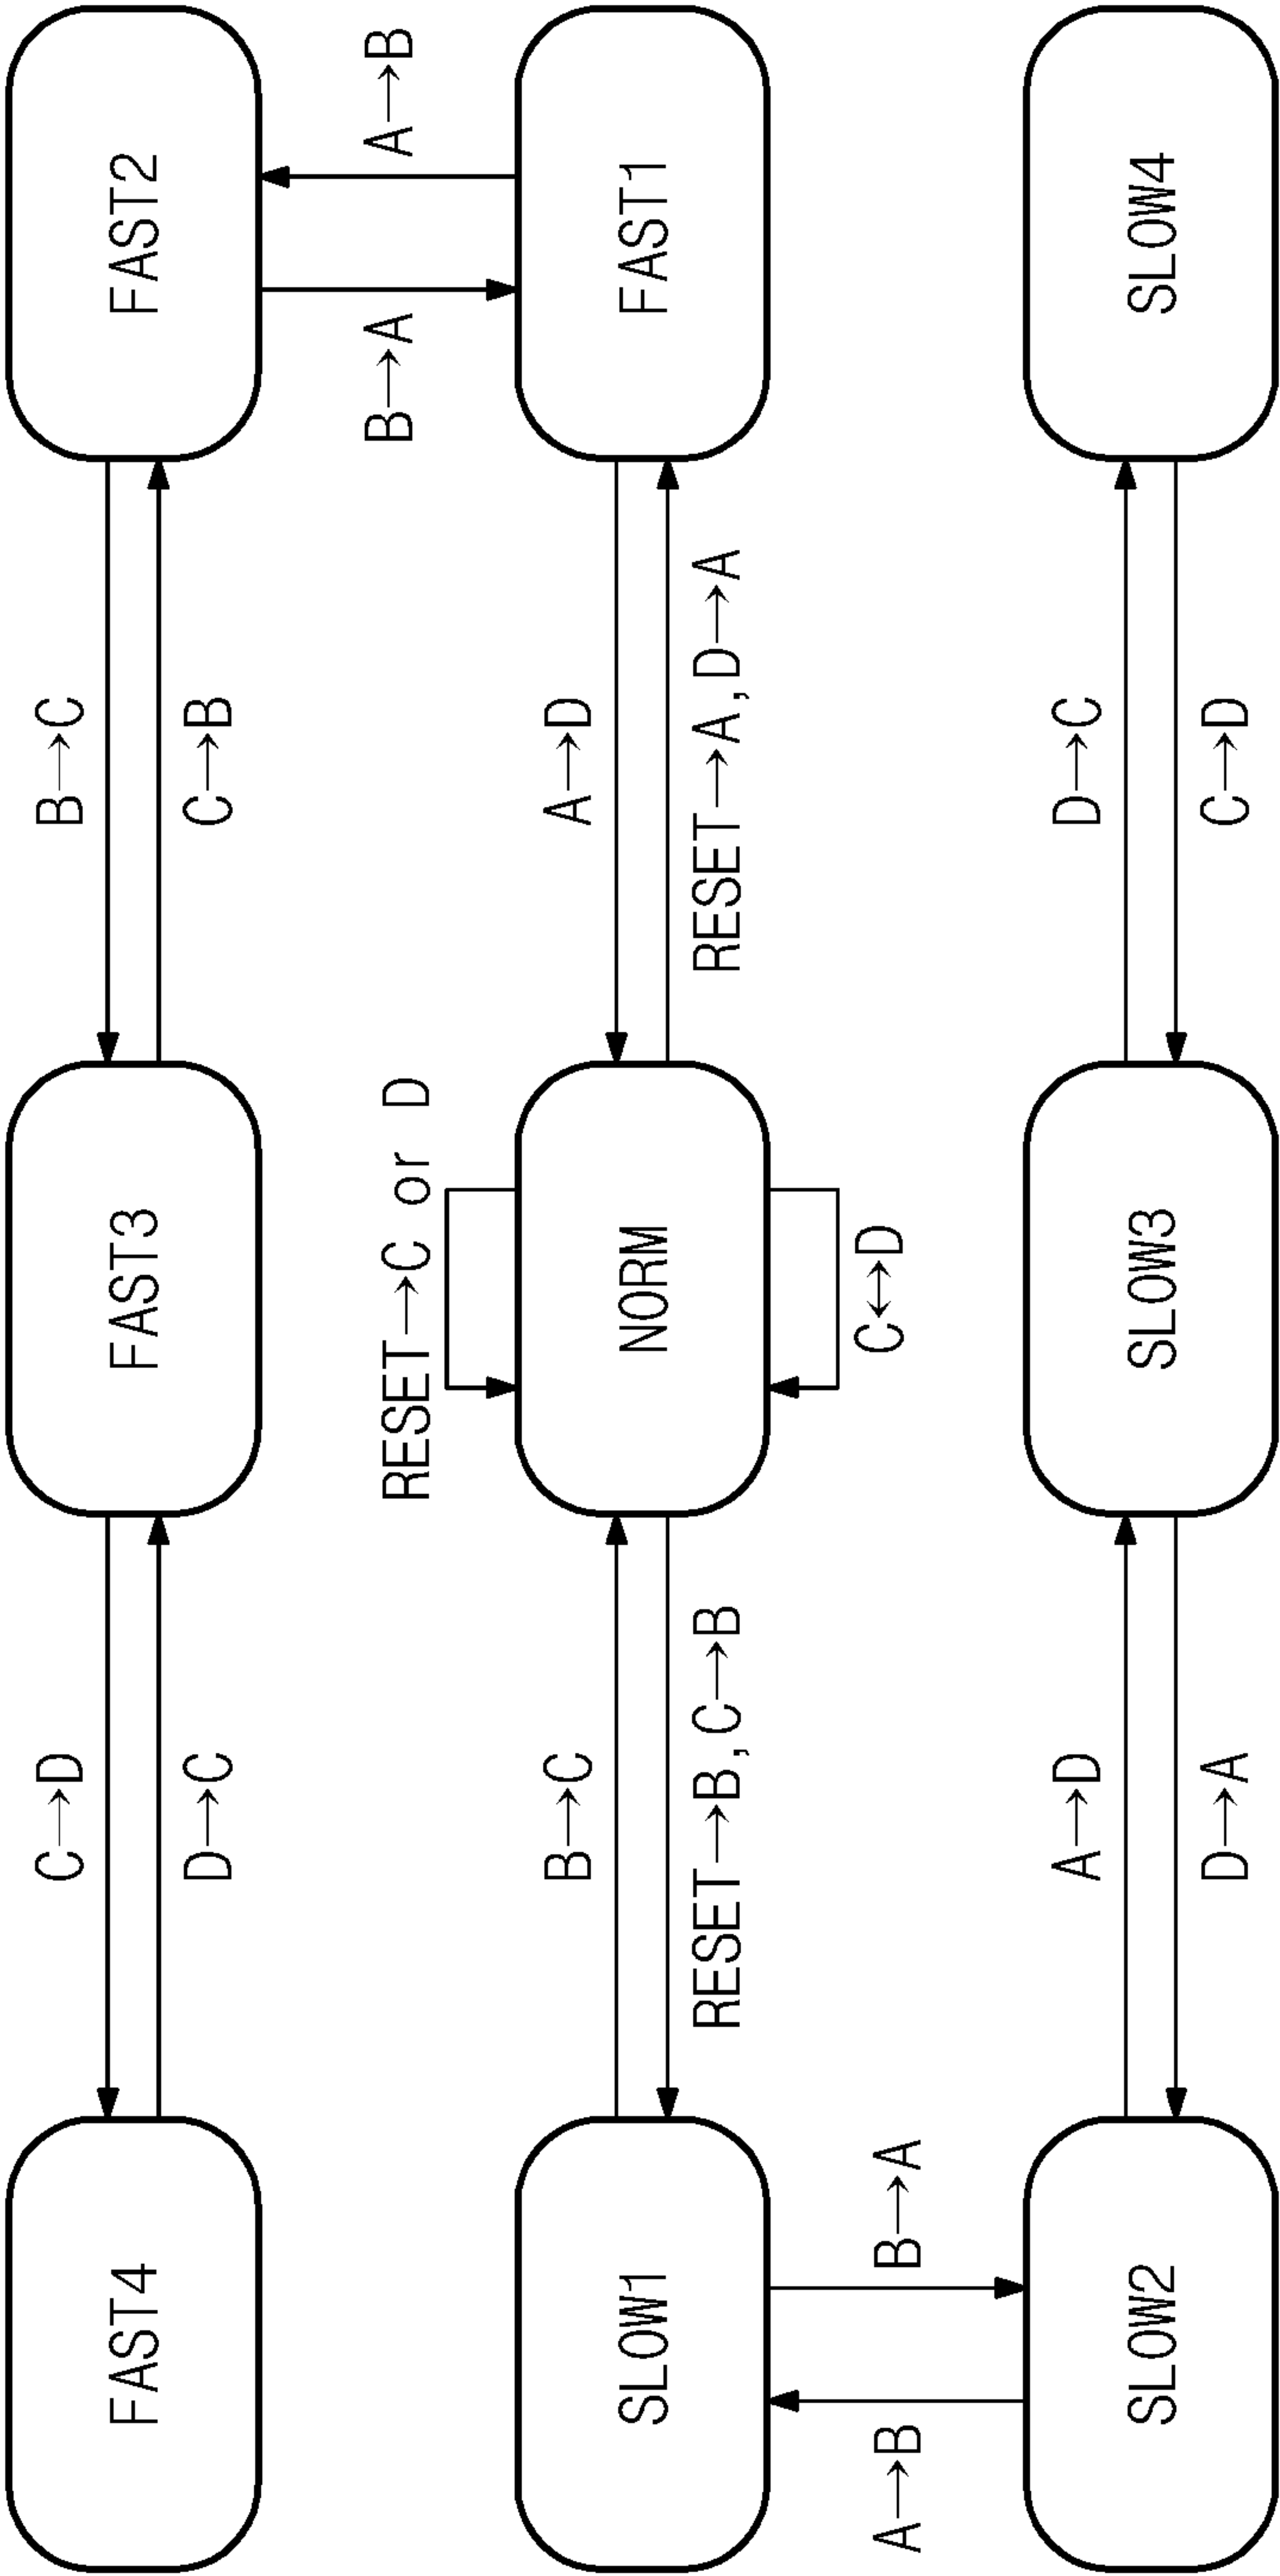 C→D
B→C
FAST4
FAST3
FAST2
D→C
C→B
RESET→C or D
B→A
A→B
B→C
A→D
SLOW1
NORM
FAST1
RESET→B,C→B
RESET→A,D→A
C↔D
A→B
B→A
A→D
D→C
SLOW2
SLOW3
SLOW4
D→A
C→D